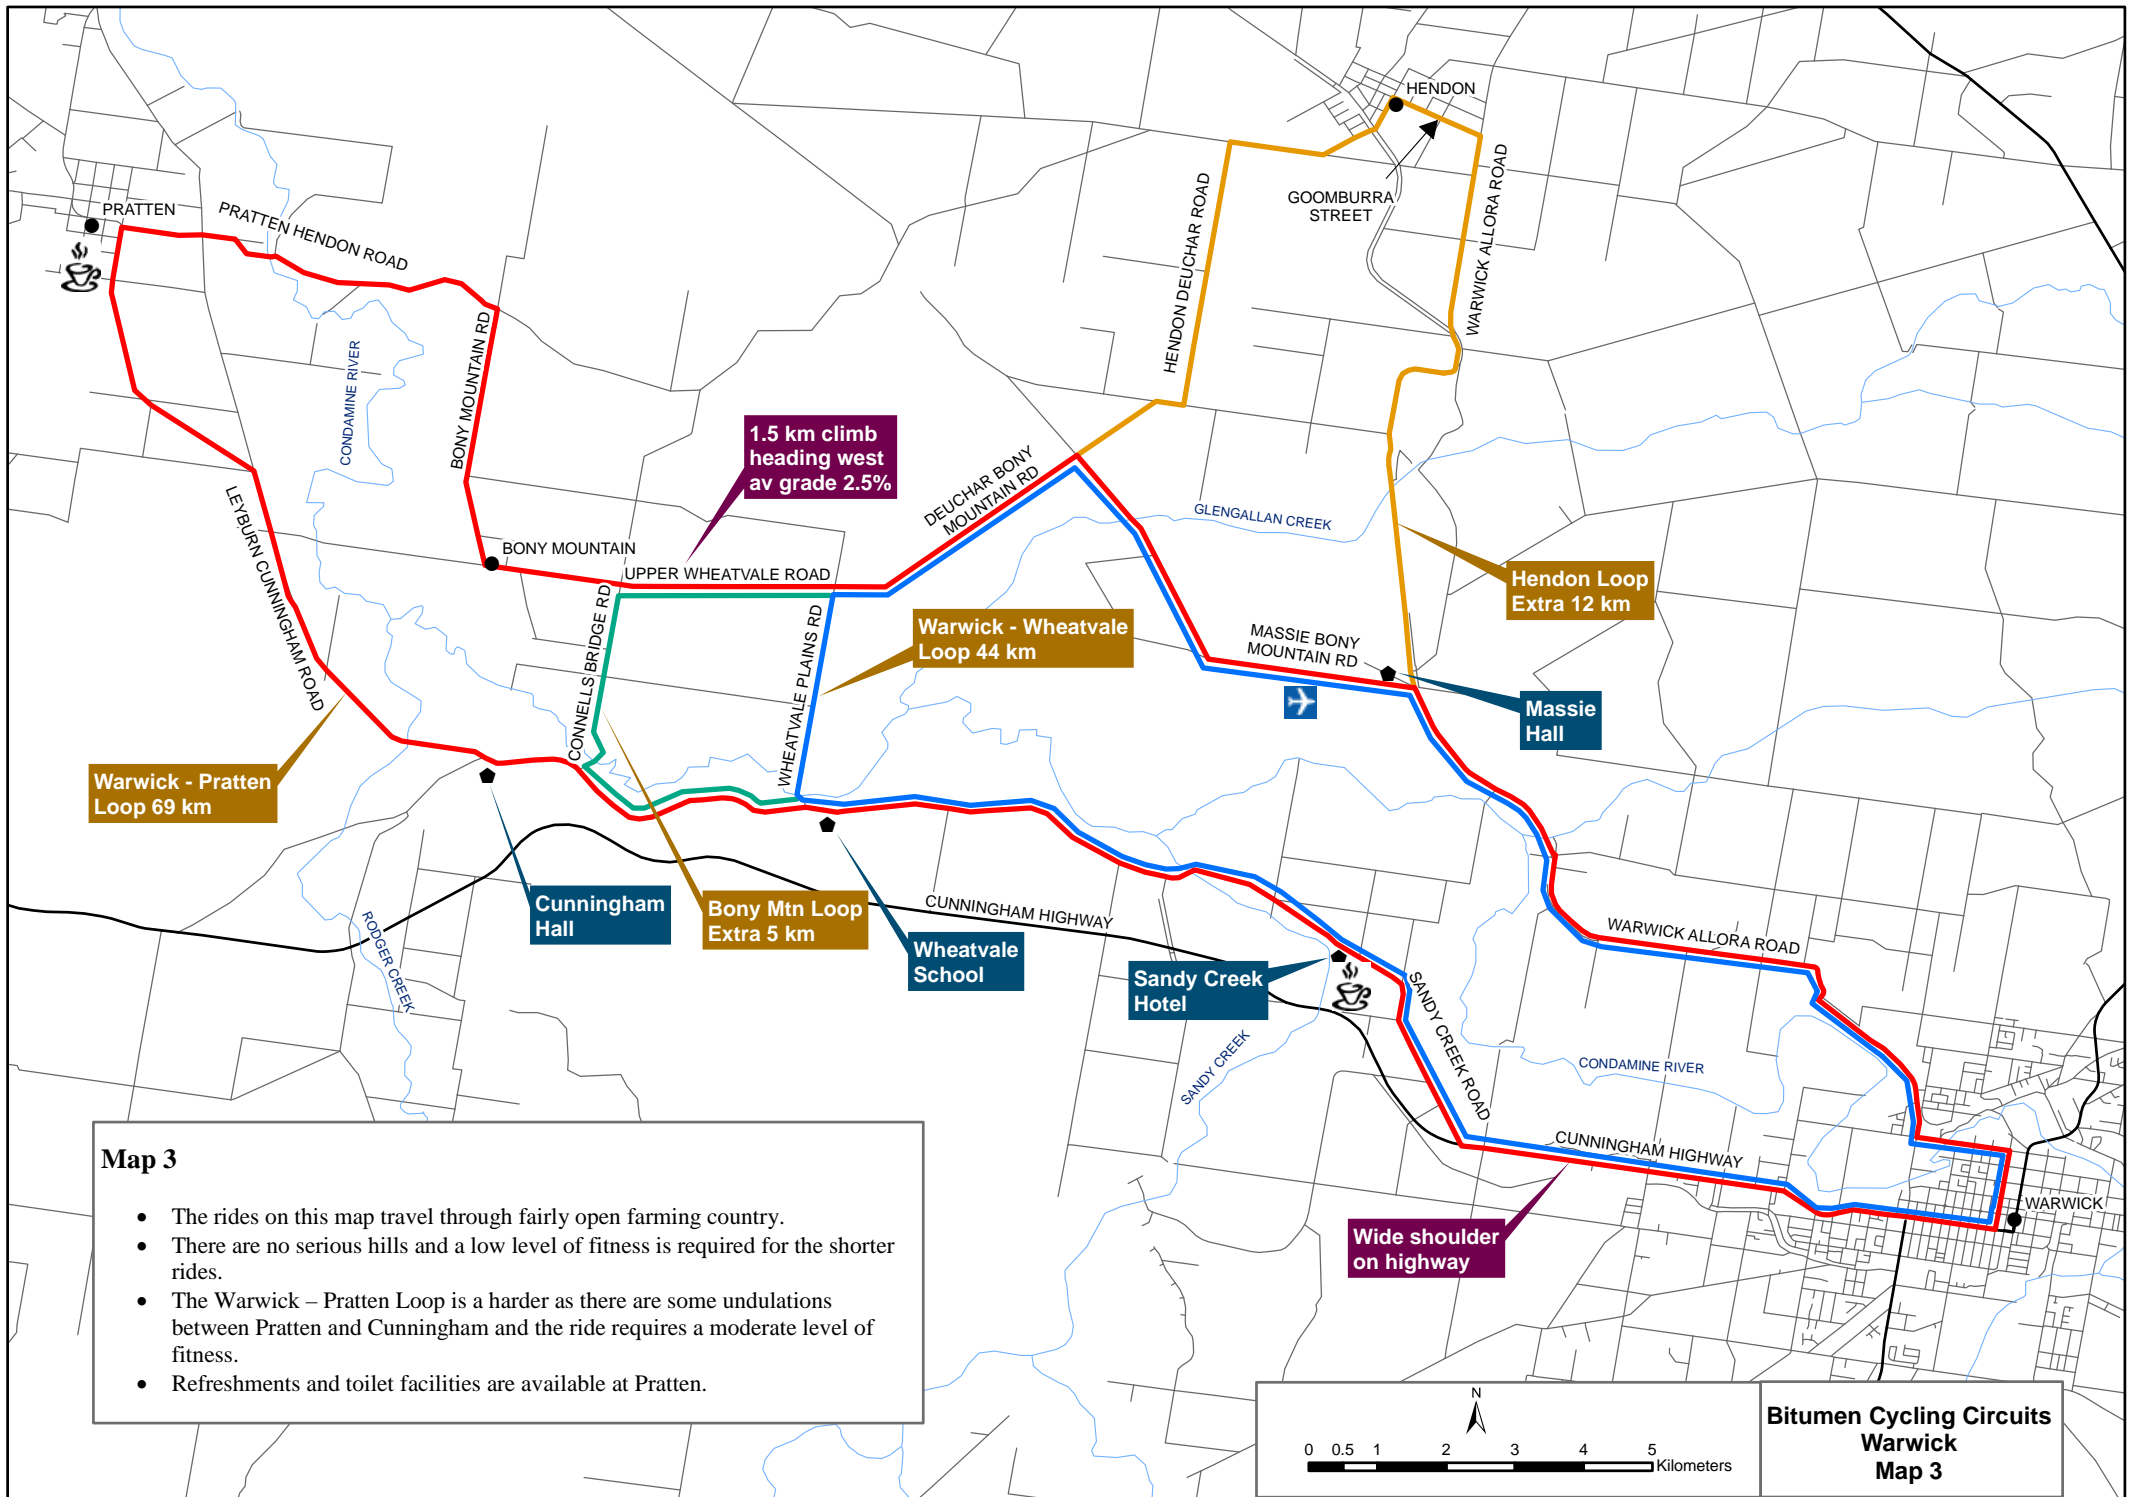 HENDON
GOOMBURRA
STREET
WARWICK ALLORA ROAD
HENDON DEUCHAR ROAD
PRATTEN
PRATTEN HENDON ROAD
BONY MOUNTAIN RD
CONDAMINE RIVER
1.5 km climb
heading west
av grade 2.5%
DEUCHAR BONY
MOUNTAIN RD
GLENGALLAN CREEK
LEYBURN CUNNINGHAM ROAD
BONY MOUNTAIN
UPPER WHEATVALE ROAD
Hendon Loop
Extra 12 km
CONNELLS BRIDGE RD
WHEATVALE PLAINS RD
Warwick - Wheatvale
Loop 44 km
MASSIE BONY
MOUNTAIN RD
Massie
Hall
Warwick - Pratten
Loop 69 km
Cunningham
Hall
Bony Mtn Loop
Extra 5 km
CUNNINGHAM HIGHWAY
Wheatvale
School
Sandy Creek
Hotel
RODGER CREEK
WARWICK ALLORA ROAD
SANDY CREEK ROAD
SANDY CREEK
CONDAMINE RIVER
CUNNINGHAM HIGHWAY
WARWICK
Wide shoulder
on highway
Map 3
• The rides on this map travel through fairly open farming country.
• There are no serious hills and a low level of fitness is required for the shorter
rides.
• The Warwick – Pratten Loop is a harder as there are some undulations
between Pratten and Cunningham and the ride requires a moderate level of
fitness.
• Refreshments and toilet facilities are available at Pratten.
N
0 0.5 1 2 3 4 5
Kilometers
Bitumen Cycling Circuits
Warwick
Map 3